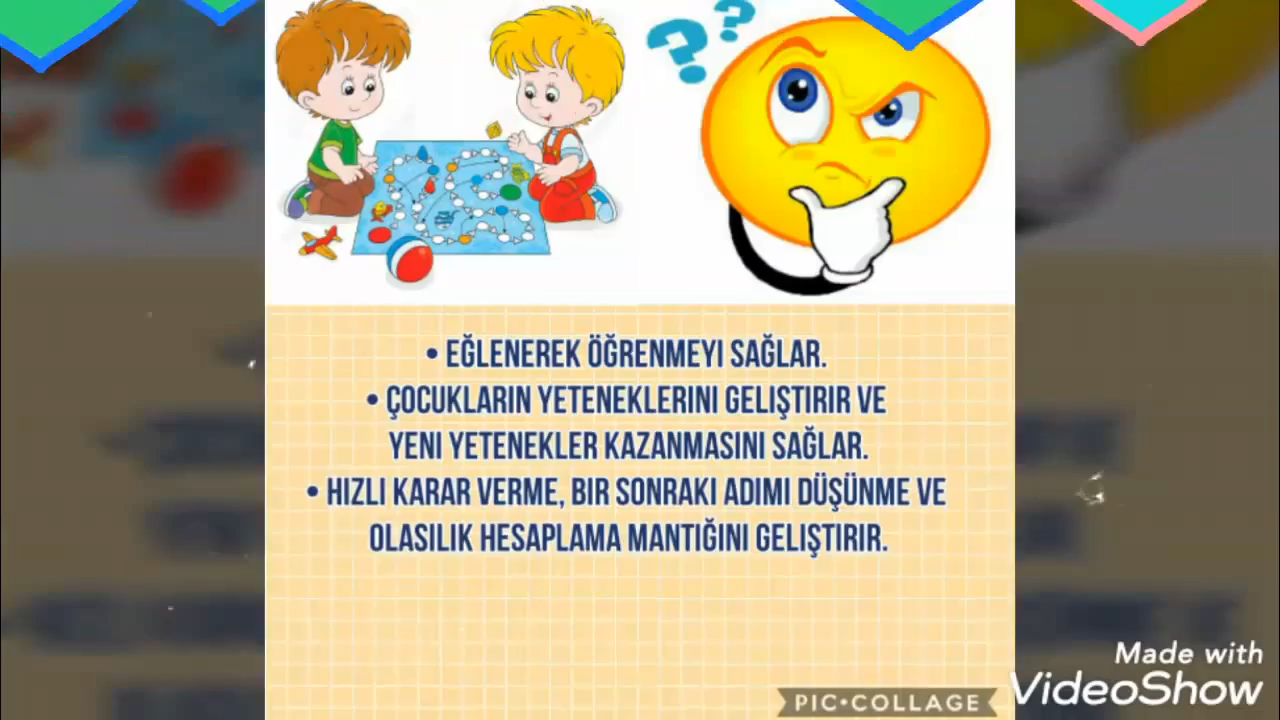 • EĞLENEREK ÖĞRENMEYI SAĞLAR.
• ÇOCUKLARIN YETENEKLERINI GELIŞTIRIR VE
YENI YETENEKLER KAZANMASINI SAĞLAR.
• HIZLI KARAR VERME, BIR SONRAKI ADIMI DÜŞÜNME VE
OLASILIK HESAPLAMA MANTIĞINI GELIŞTIRIR.
PIC•COLLAGE
Made with
VideoShow